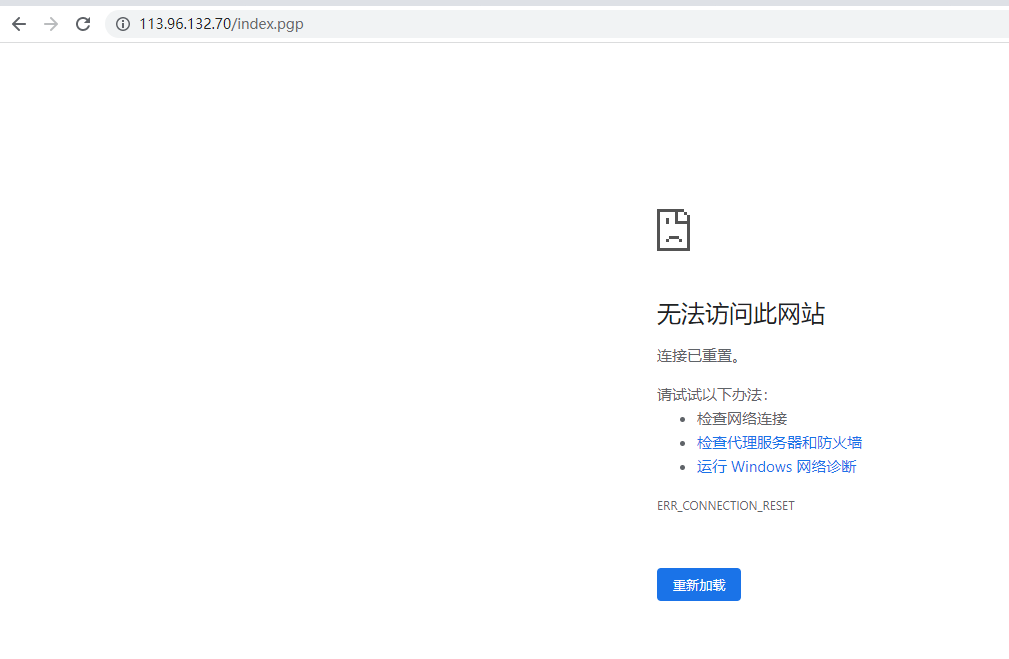 113.96.132.70/index.pgp
无法访问此网站
连接已重置。
请试试以下办法：
检查网络连接
检查代理服务器和防火墙
运行 Windows 网络诊断
ERR_CONNECTION_RESET
重新加载